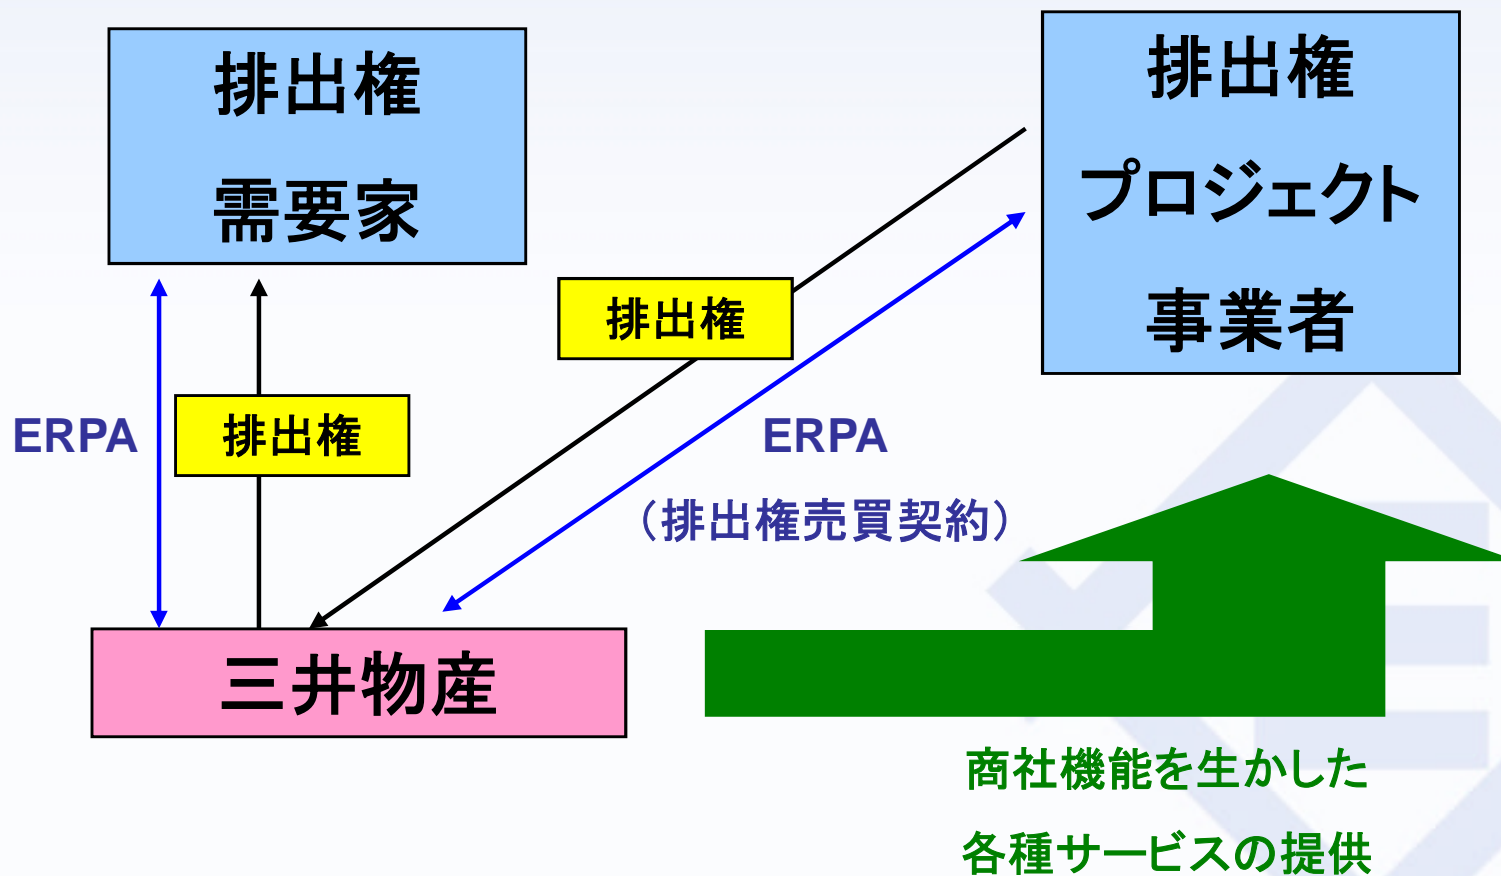 排出権
需要家
排出権
プロジェクト
事業者
排出権
ERPA
排出権
ERPA
（排出権売買契約）
三井物産
商社機能を生かした
各種サービスの提供